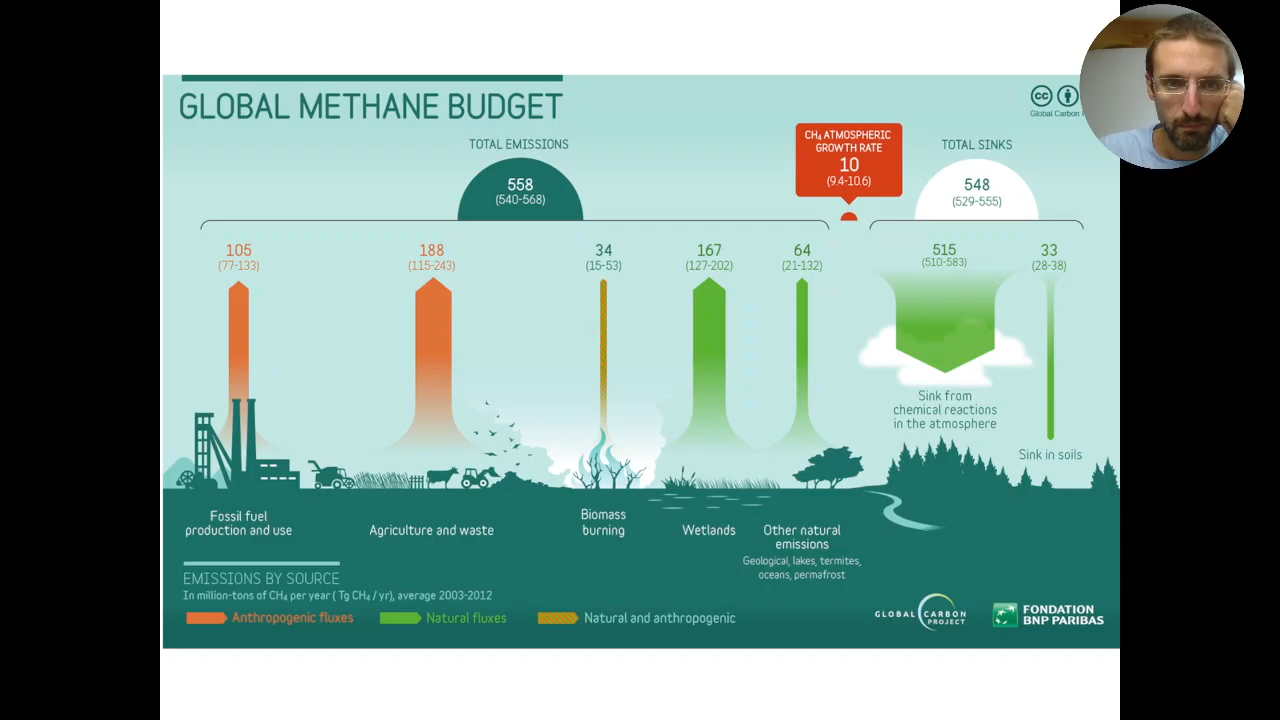 GLOBAL METHANE BUDGET
Global Carbon
TOTAL EMISSIONS
558
(540-568)
CH₄ ATMOSPHERIC
GROWTH RATE
10
(9.4-10.6)
TOTAL SINKS
548
(529-555)
105
(77-133)
188
(115-243)
34
(15-53)
167
(127-202)
64
(21-132)
515
(510-583)
33
(28-38)
Sink from
chemical reactions
in the atmosphere
Sink in soils
Fossil fuel
production and use
Agriculture and waste
Biomass
burning
Wetlands
Other natural
emissions
Geological, lakes, termites,
oceans, permafrost
EMISSIONS BY SOURCE
In million-tons of CH₄ per year ( Tg CH₄ / yr), average 2003-2012
Anthropogenic fluxes
Natural fluxes
Natural and anthropogenic
GLOBAL CARBON
PROJECT
FONDATION
BNP PARIBAS